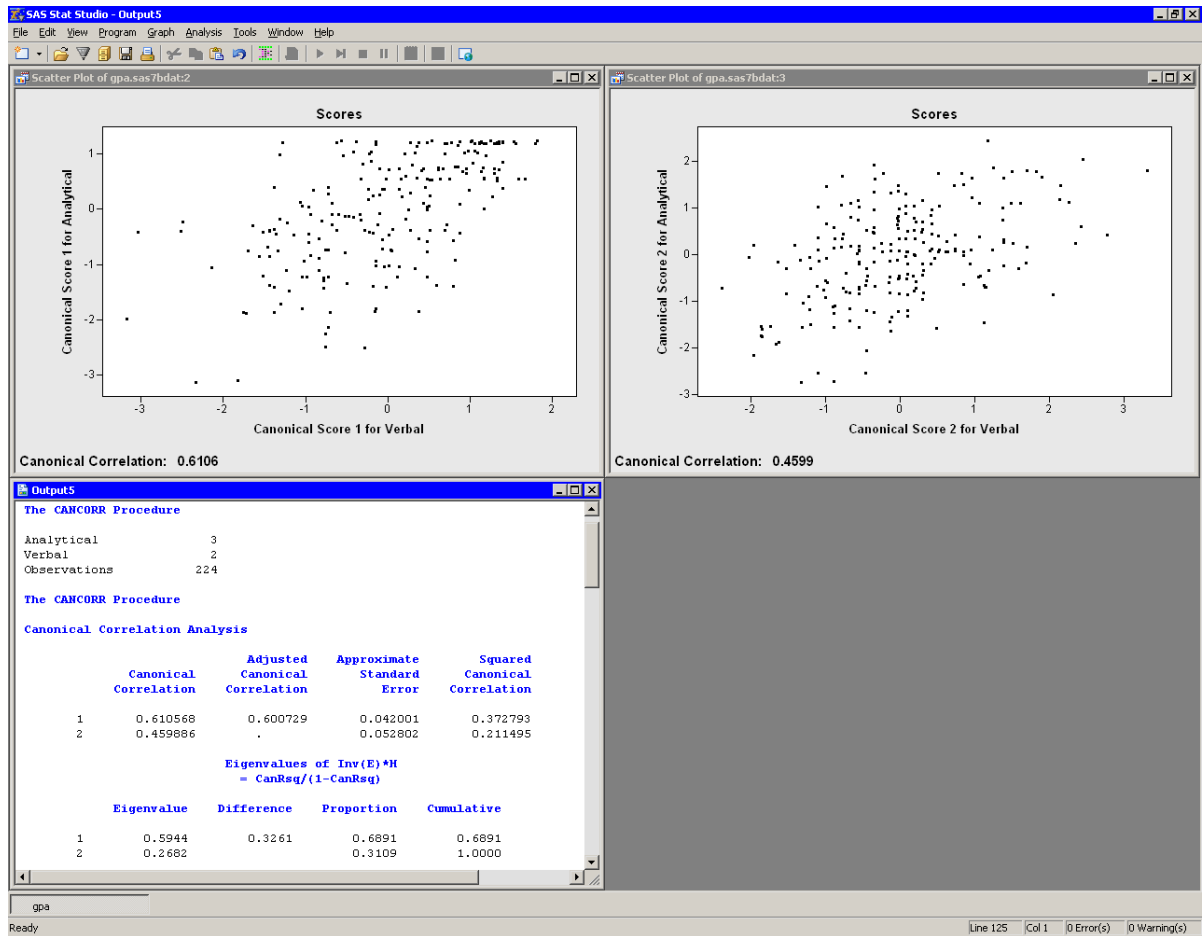 SAS Stat Studio - Output5
File Edit View Program Graph Analysis Tools Window Help
Scatter Plot of gpa.sas7bdat:2
Scores
Canonical Score 1 for Analytical
1
0
-1
-2
-3
-3 -2 -1 0 1 2
Canonical Score 1 for Verbal
Canonical Correlation: 0.6106
Scatter Plot of gpa.sas7bdat:3
Scores
Canonical Score 2 for Analytical
2
1
0
-1
-2
-3
-2 -1 0 1 2 3
Canonical Score 2 for Verbal
Canonical Correlation: 0.4599
Output5
The CANCORR Procedure
Analytical 3
Verbal 2
Observations 224
The CANCORR Procedure
Canonical Correlation Analysis
Adjusted Approximate Squared
Canonical Canonical Standard Canonical
Correlation Correlation Error Correlation
1 0.610568 0.600729 0.042001 0.372793
2 0.459886 . 0.052802 0.211495
Eigenvalues of Inv(E)*H
= CanRsq/(1-CanRsq)
Eigenvalue Difference Proportion Cumulative
1 0.5944 0.3261 0.6891 0.6891
2 0.2682 0.3109 1.0000
gpa
Ready
Line 125 Col 1 0 Error(s) 0 Warning(s)